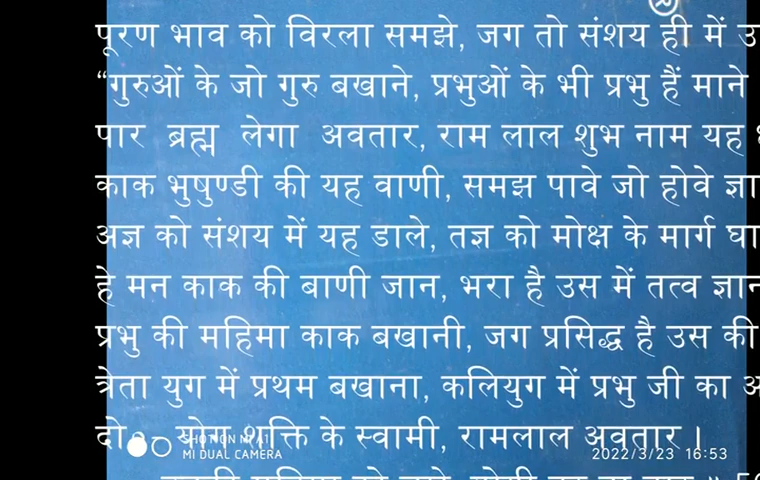 पूरण भाव को विरला समझे, जग तो संशय ही में
“गुरुओं के जो गुरु बखाने, प्रभुओं के भी प्रभु हैं माने
पार ब्रह्म लेगा अवतार, राम लाल शुभ नाम यह
काक भुषुण्डी की यह वाणी, समझ पावे जो होवे
अज्ञ को संशय में यह डाले, तज्ञ को मोक्ष के मार्ग
हे मन काक की बाणी जान, भरा है उस में तत्व ज्ञान
प्रभु की महिमा काक बखानी, जग प्रसिद्ध है उस की
त्रेता युग में प्रथम बखाना, कलियुग में प्रभु जी का
दो० योग शक्ति के स्वामी, रामलाल अवतार ।
SHOT ON MI A1
MI DUAL CAMERA
2022/3/23 16:53